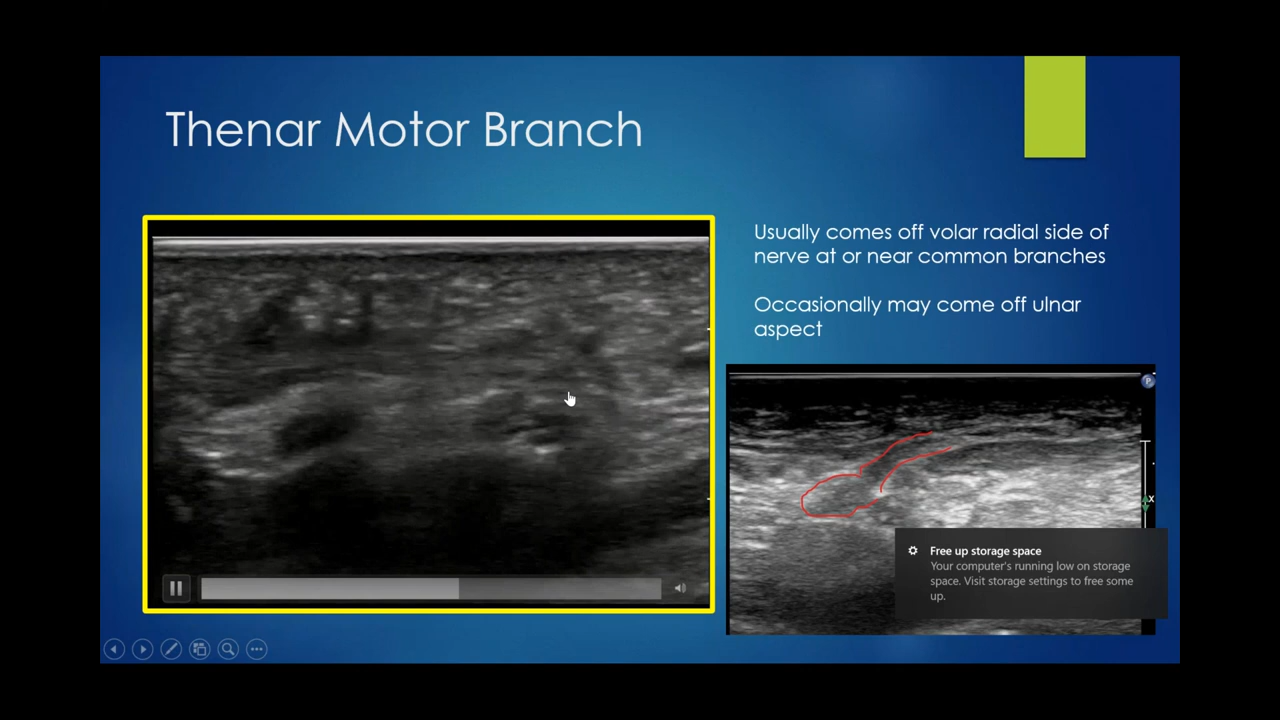 Thenar Motor Branch
Usually comes off volar radial side of
nerve at or near common branches
Occasionally may come off ulnar
aspect
P
x
Free up storage space
Your computer's running low on storage
space. Visit storage settings to free some
up.